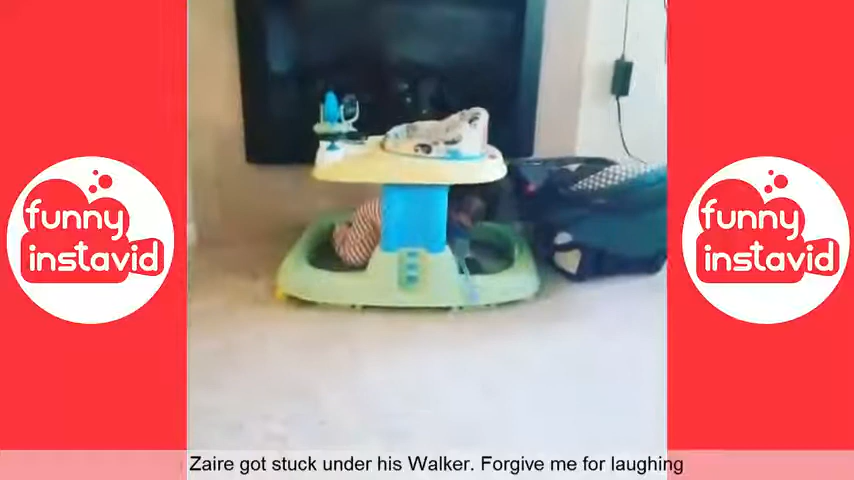 funny
instavid
funny
instavid
Zaire got stuck under his Walker. Forgive me for laughing